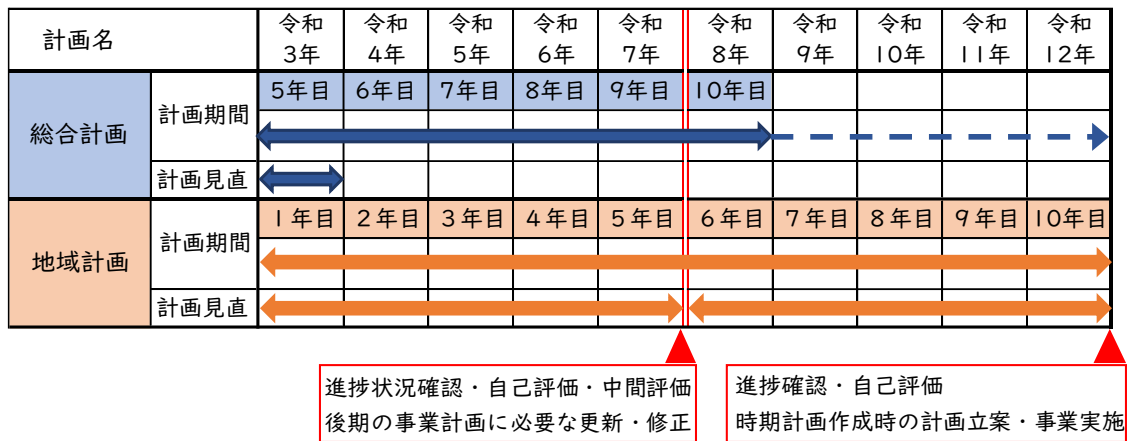 計画名 令和3年 令和4年 令和5年 令和6年 令和7年 令和8年 令和9年 令和10年 令和11年 令和12年
総合計画 計画期間 5年目 6年目 7年目 8年目 9年目 10年目
計画見直
地域計画 計画期間 1年目 2年目 3年目 4年目 5年目 6年目 7年目 8年目 9年目 10年目
計画見直
進捗状況確認・自己評価・中間評価
後期の事業計画に必要な更新・修正
進捗確認・自己評価
時期計画作成時の計画立案・事業実施